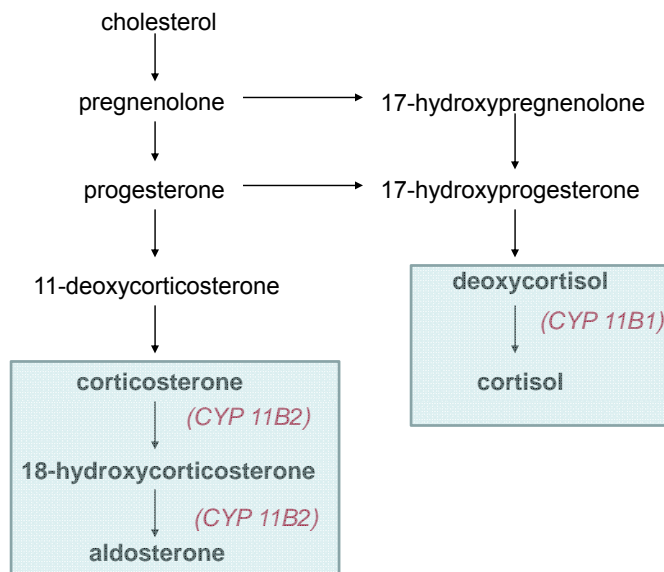 cholesterol
pregnenolone 17-hydroxypregnenolone
progesterone 17-hydroxyprogesterone
11-deoxycorticosterone
deoxycortisol
(CYP 11B1)
cortisol
corticosterone
(CYP 11B2)
18-hydroxycorticosterone
(CYP 11B2)
aldosterone